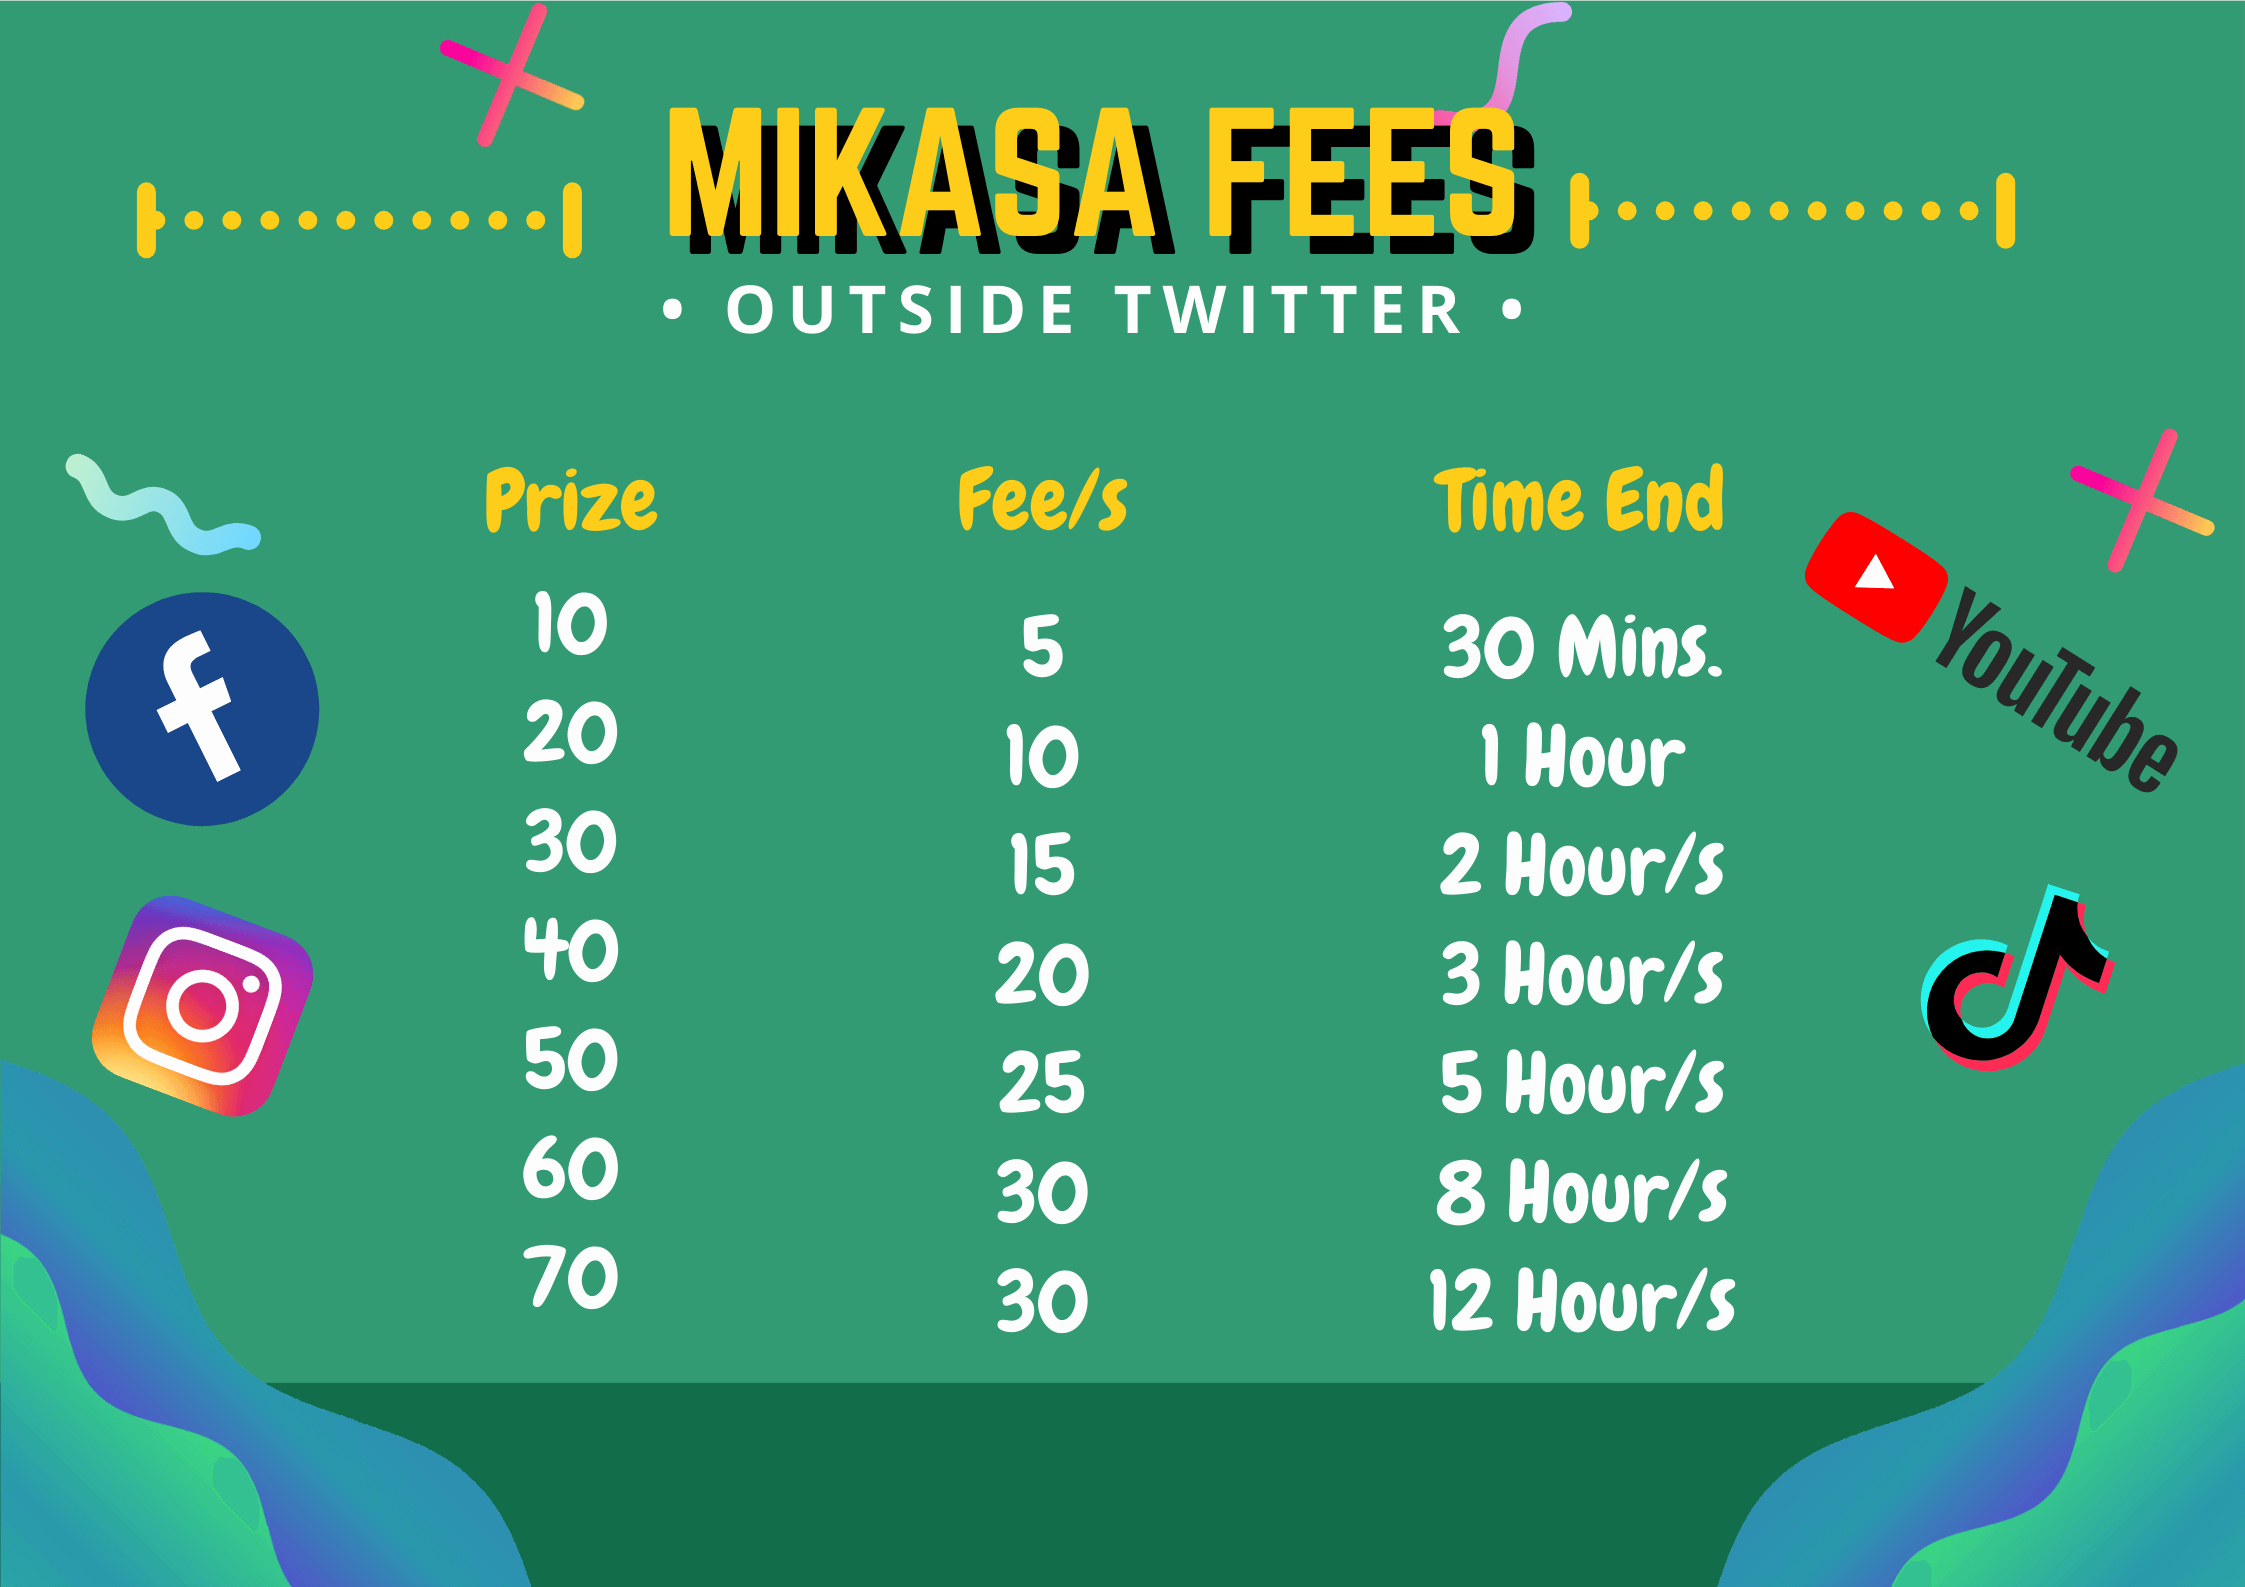 MIKASA FEES
• OUTSIDE TWITTER •
Prize Fee/s Time End
10 5 30 Mins.
20 10 1 Hour
30 15 2 Hour/s
40 20 3 Hour/s
50 25 5 Hour/s
60 30 8 Hour/s
70 30 12 Hour/s
YouTube